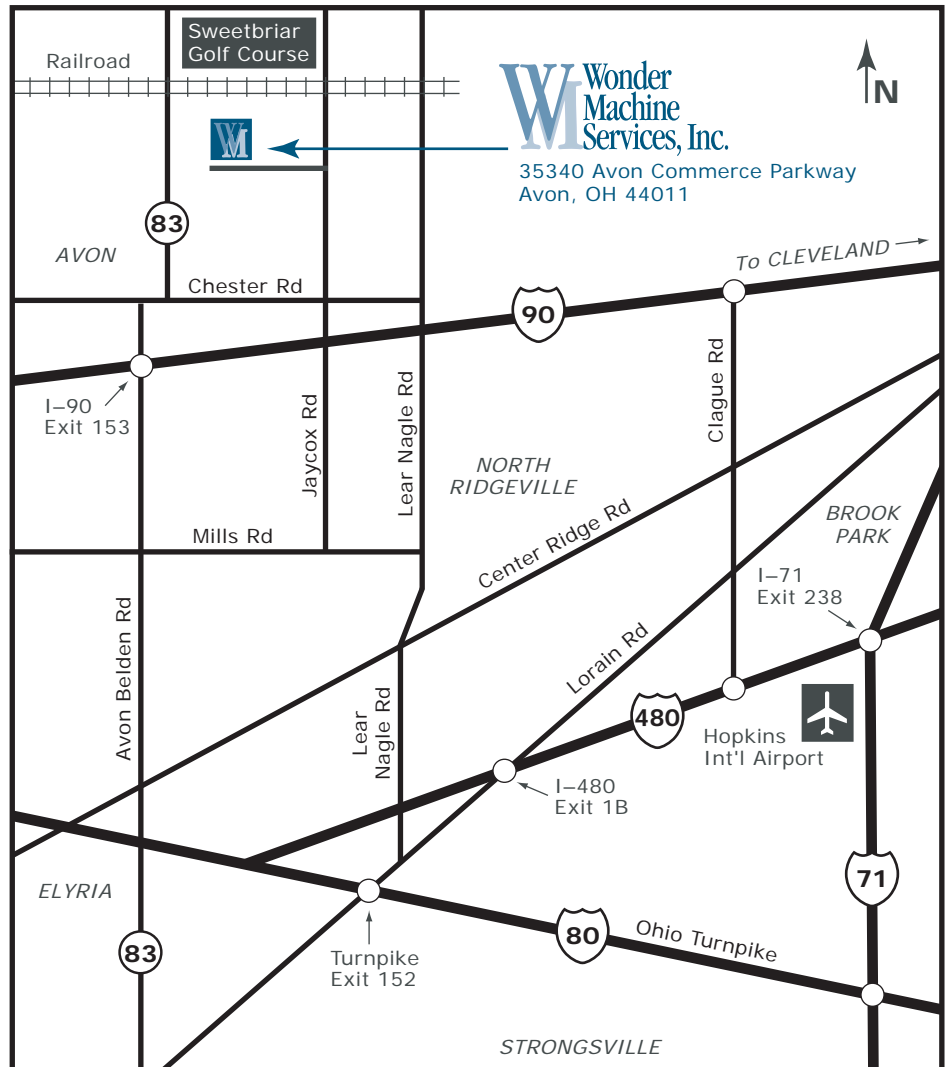 Sweetbriar
Golf Course
Railroad
N
WM
Wonder
Machine
Services, Inc.
WM
35340 Avon Commerce Parkway
Avon, OH 44011
83
AVON
To CLEVELAND
Chester Rd
90
I–90
Exit 153
Jaycox Rd
Lear Nagle Rd
Clague Rd
NORTH
RIDGEVILLE
Center Ridge Rd
BROOK
PARK
Mills Rd
I–71
Exit 238
Avon Belden Rd
Lorain Rd
Lear
Nagle Rd
480
Hopkins
Int'l Airport
I–480
Exit 1B
ELYRIA
71
83
Turnpike
Exit 152
80
Ohio Turnpike
STRONGSVILLE